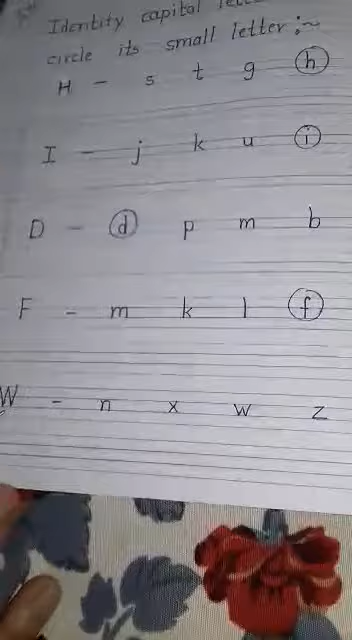 Identity capital
circle its small letter :~
H - s t g h
I - j k u i
D - d p m b
F - m k l f
W - n x w z